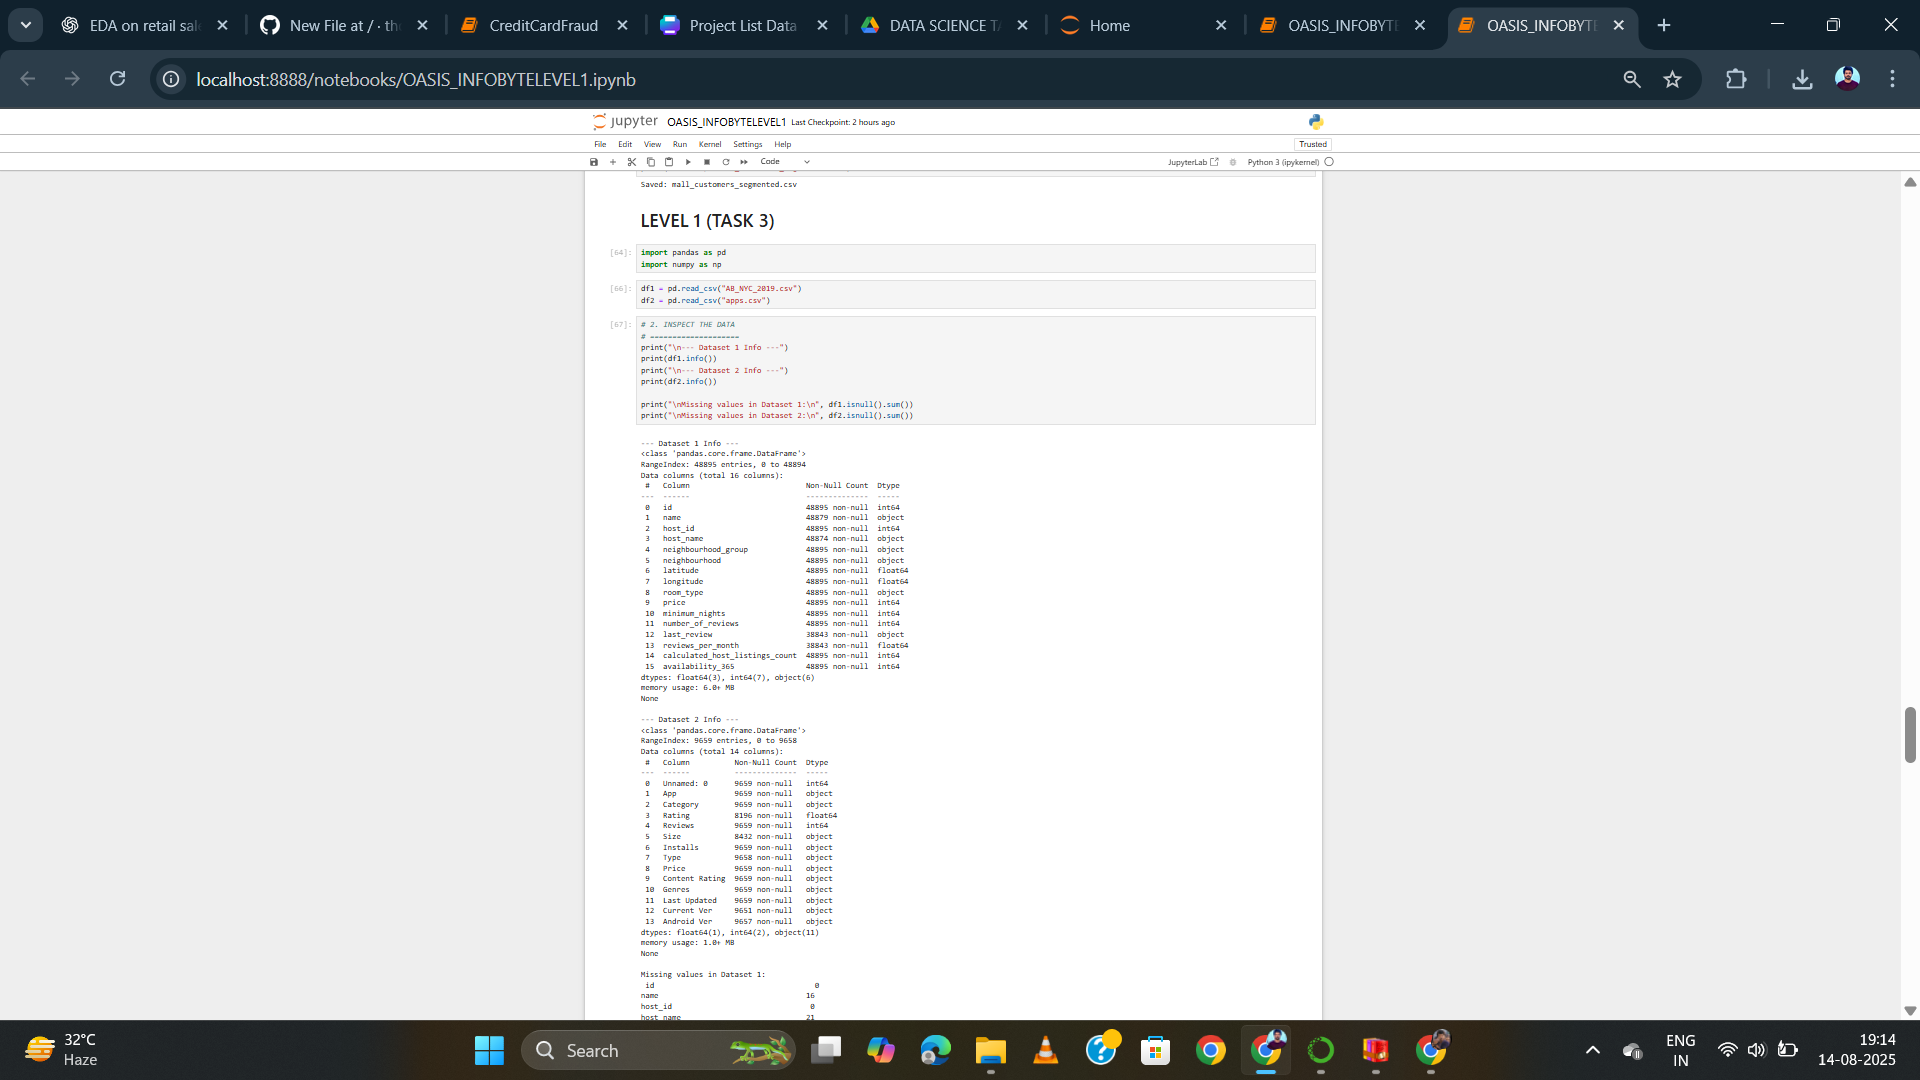 EDA on retail sal
New File at / · th
CreditCardFraud
Project List Data
DATA SCIENCE TA
Home
OASIS_INFOBYTE
OASIS_INFOBYTE
localhost:8888/notebooks/OASIS_INFOBYTELEVEL1.ipynb
jupyter OASIS_INFOBYTELEVEL1 Last Checkpoint: 2 hours ago
File Edit View Run Kernel Settings Help Trusted
Code JupyterLab Python 3 (ipykernel)
Saved: mall_customers_segmented.csv
LEVEL 1 (TASK 3)
[64]: import pandas as pd
import numpy as np
[66]: df1 = pd.read_csv("AB_NYC_2019.csv")
df2 = pd.read_csv("apps.csv")
[67]: # 2. INSPECT THE DATA
# ====================
print("\n--- Dataset 1 Info ---")
print(df1.info())
print("\n--- Dataset 2 Info ---")
print(df2.info())
print("\nMissing values in Dataset 1:\n", df1.isnull().sum())
print("\nMissing values in Dataset 2:\n", df2.isnull().sum())
--- Dataset 1 Info ---
<class 'pandas.core.frame.DataFrame'>
RangeIndex: 48895 entries, 0 to 48894
Data columns (total 16 columns):
# Column Non-Null Count Dtype
--- ------ -------------- -----
0 id 48895 non-null int64
1 name 48879 non-null object
2 host_id 48895 non-null int64
3 host_name 48874 non-null object
4 neighbourhood_group 48895 non-null object
5 neighbourhood 48895 non-null object
6 latitude 48895 non-null float64
7 longitude 48895 non-null float64
8 room_type 48895 non-null object
9 price 48895 non-null int64
10 minimum_nights 48895 non-null int64
11 number_of_reviews 48895 non-null int64
12 last_review 38843 non-null object
13 reviews_per_month 38843 non-null float64
14 calculated_host_listings_count 48895 non-null int64
15 availability_365 48895 non-null int64
dtypes: float64(3), int64(7), object(6)
memory usage: 6.0+ MB
None
--- Dataset 2 Info ---
<class 'pandas.core.frame.DataFrame'>
RangeIndex: 9659 entries, 0 to 9658
Data columns (total 14 columns):
# Column Non-Null Count Dtype
--- ------ -------------- -----
0 Unnamed: 0 9659 non-null int64
1 App 9659 non-null object
2 Category 9659 non-null object
3 Rating 8196 non-null float64
4 Reviews 9659 non-null int64
5 Size 8432 non-null object
6 Installs 9659 non-null object
7 Type 9658 non-null object
8 Price 9659 non-null object
9 Content Rating 9659 non-null object
10 Genres 9659 non-null object
11 Last Updated 9659 non-null object
12 Current Ver 9651 non-null object
13 Android Ver 9657 non-null object
dtypes: float64(1), int64(2), object(11)
memory usage: 1.0+ MB
None
Missing values in Dataset 1:
id 0
name 16
host_id 0
host_name 21
32°C
Haze
Search
ENG
IN
19:14
14-08-2025